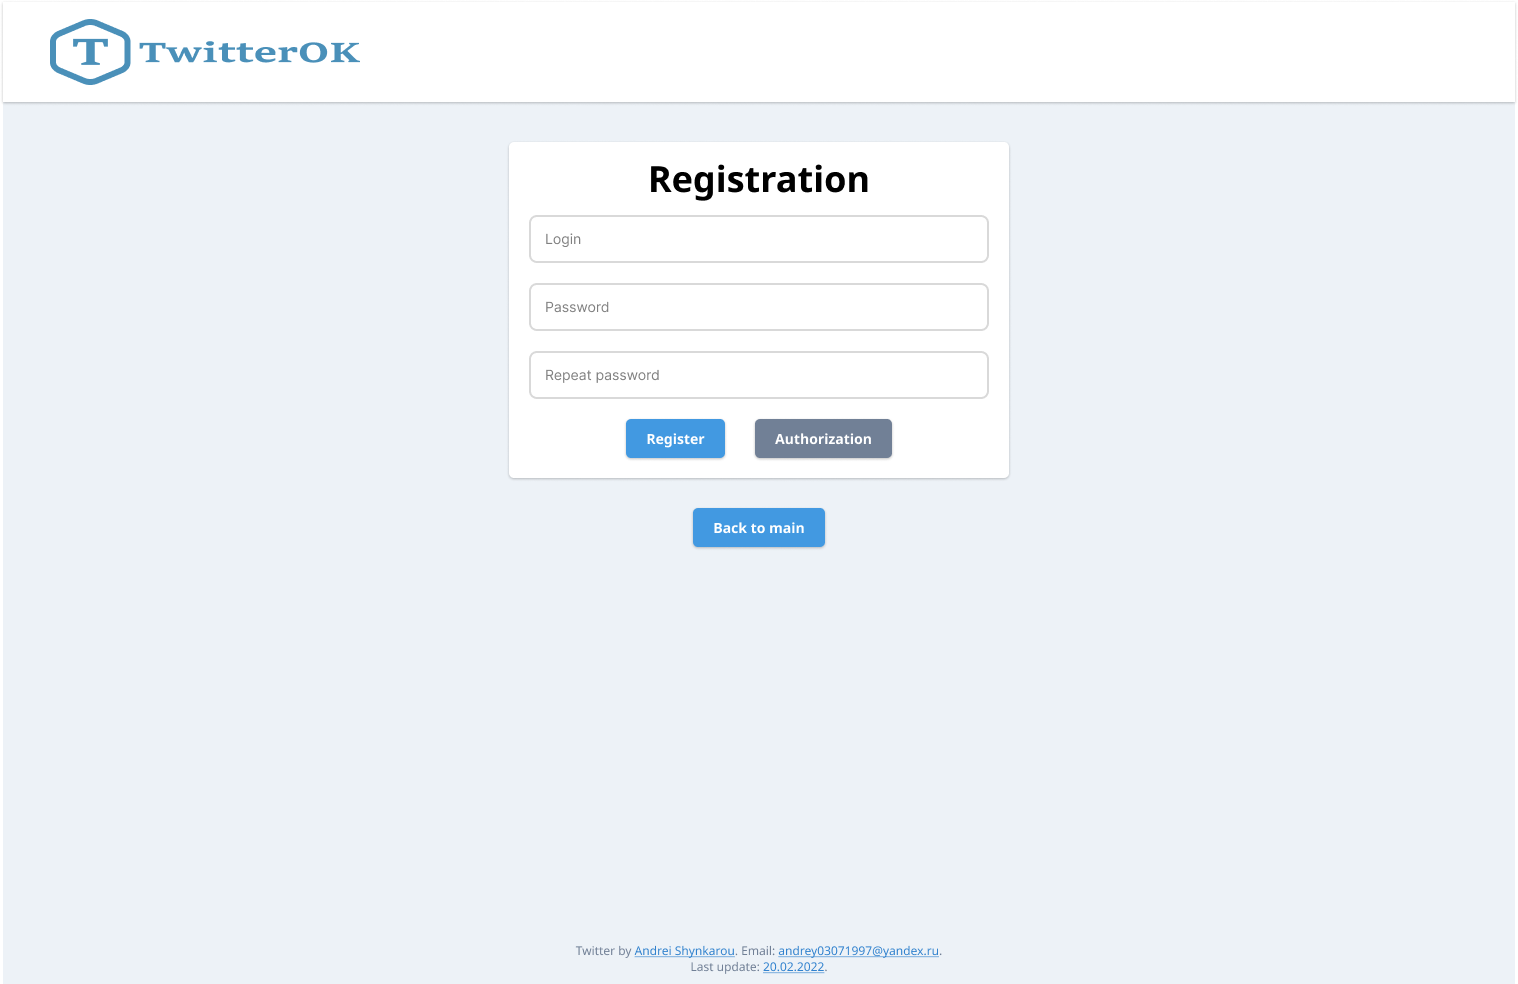 T TwitterOK
Registration
Login
Password
Repeat password
Register Authorization
Back to main
Twitter by Andrei Shynkarou. Email: andrey03071997@yandex.ru.
Last update: 20.02.2022.